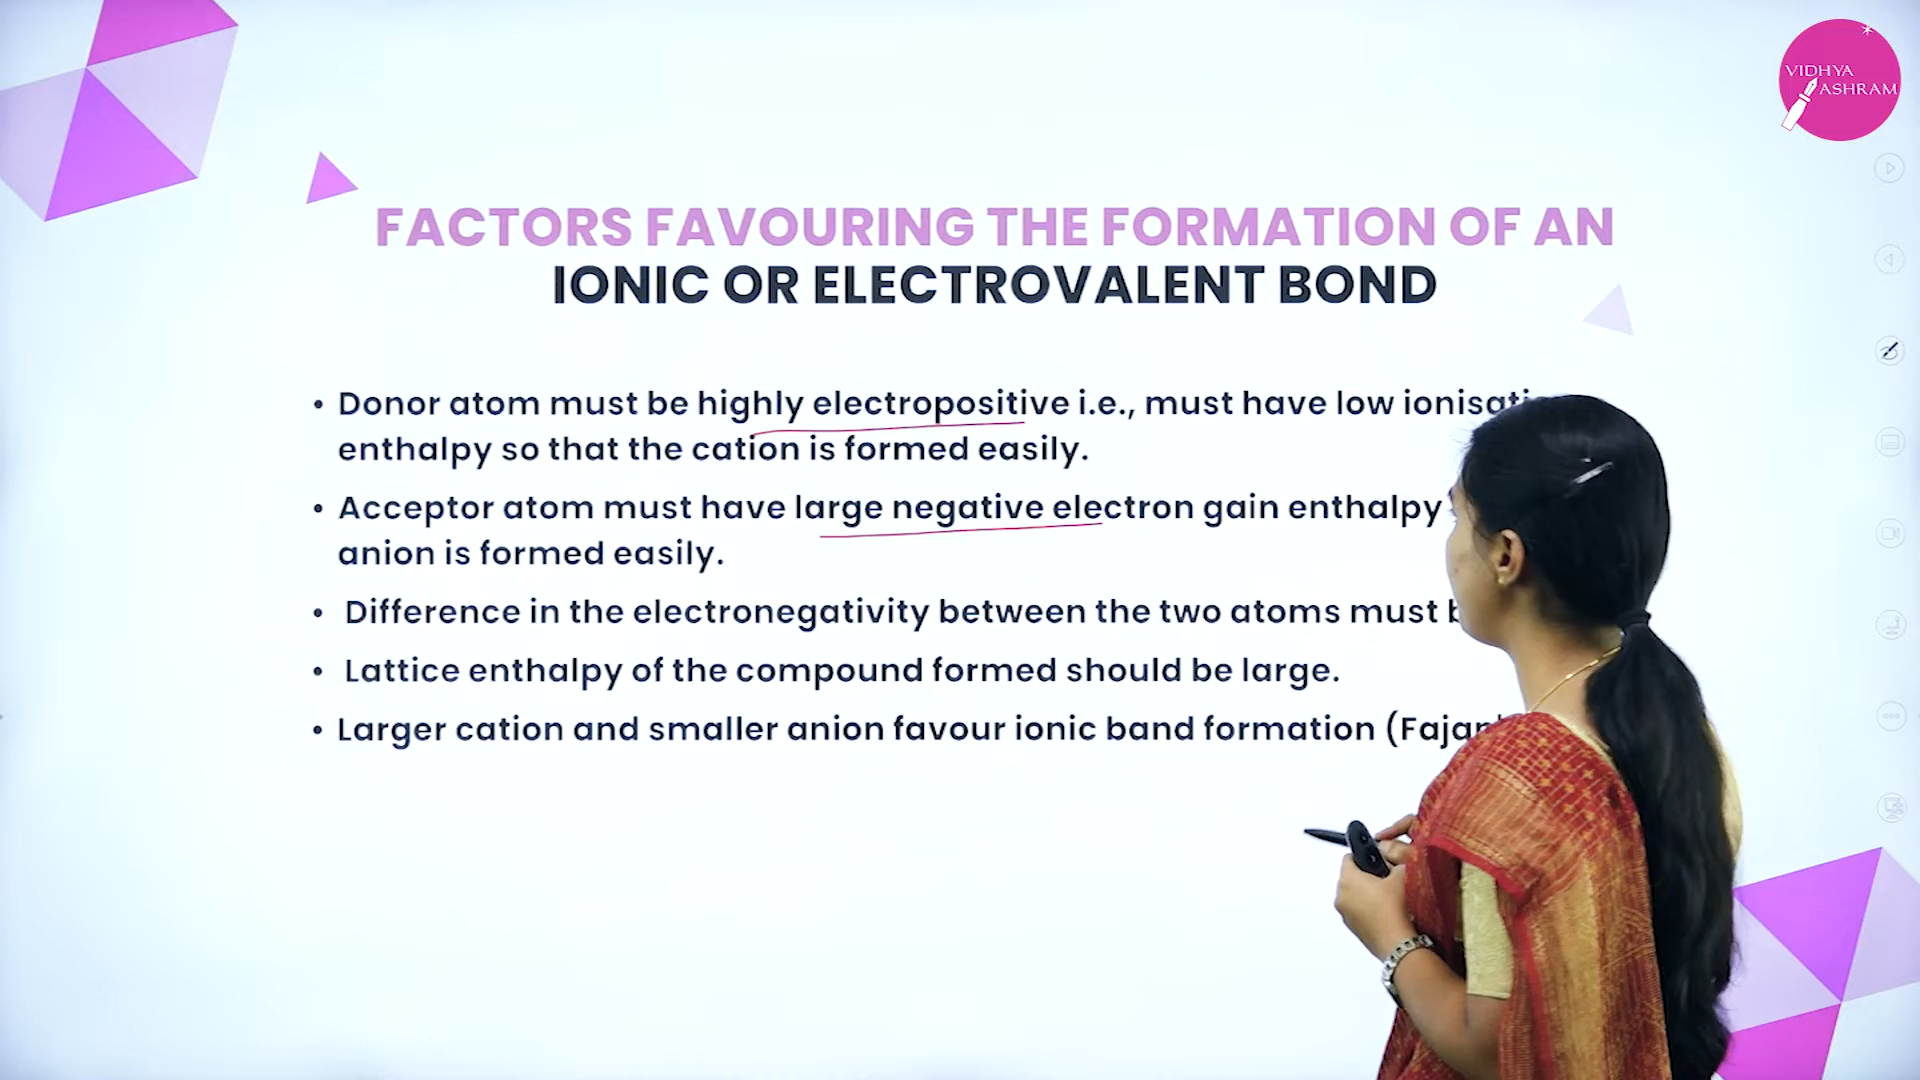 VIDHYA
ASHRAM
FACTORS FAVOURING THE FORMATION OF AN
IONIC OR ELECTROVALENT BOND
• Donor atom must be highly electropositive i.e., must have low
enthalpy so that the cation is formed easily.
• Acceptor atom must have large negative electron gain enthalpy
anion is formed easily.
• Difference in the electronegativity between the two atoms must
• Lattice enthalpy of the compound formed should be large.
• Larger cation and smaller anion favour ionic band formation